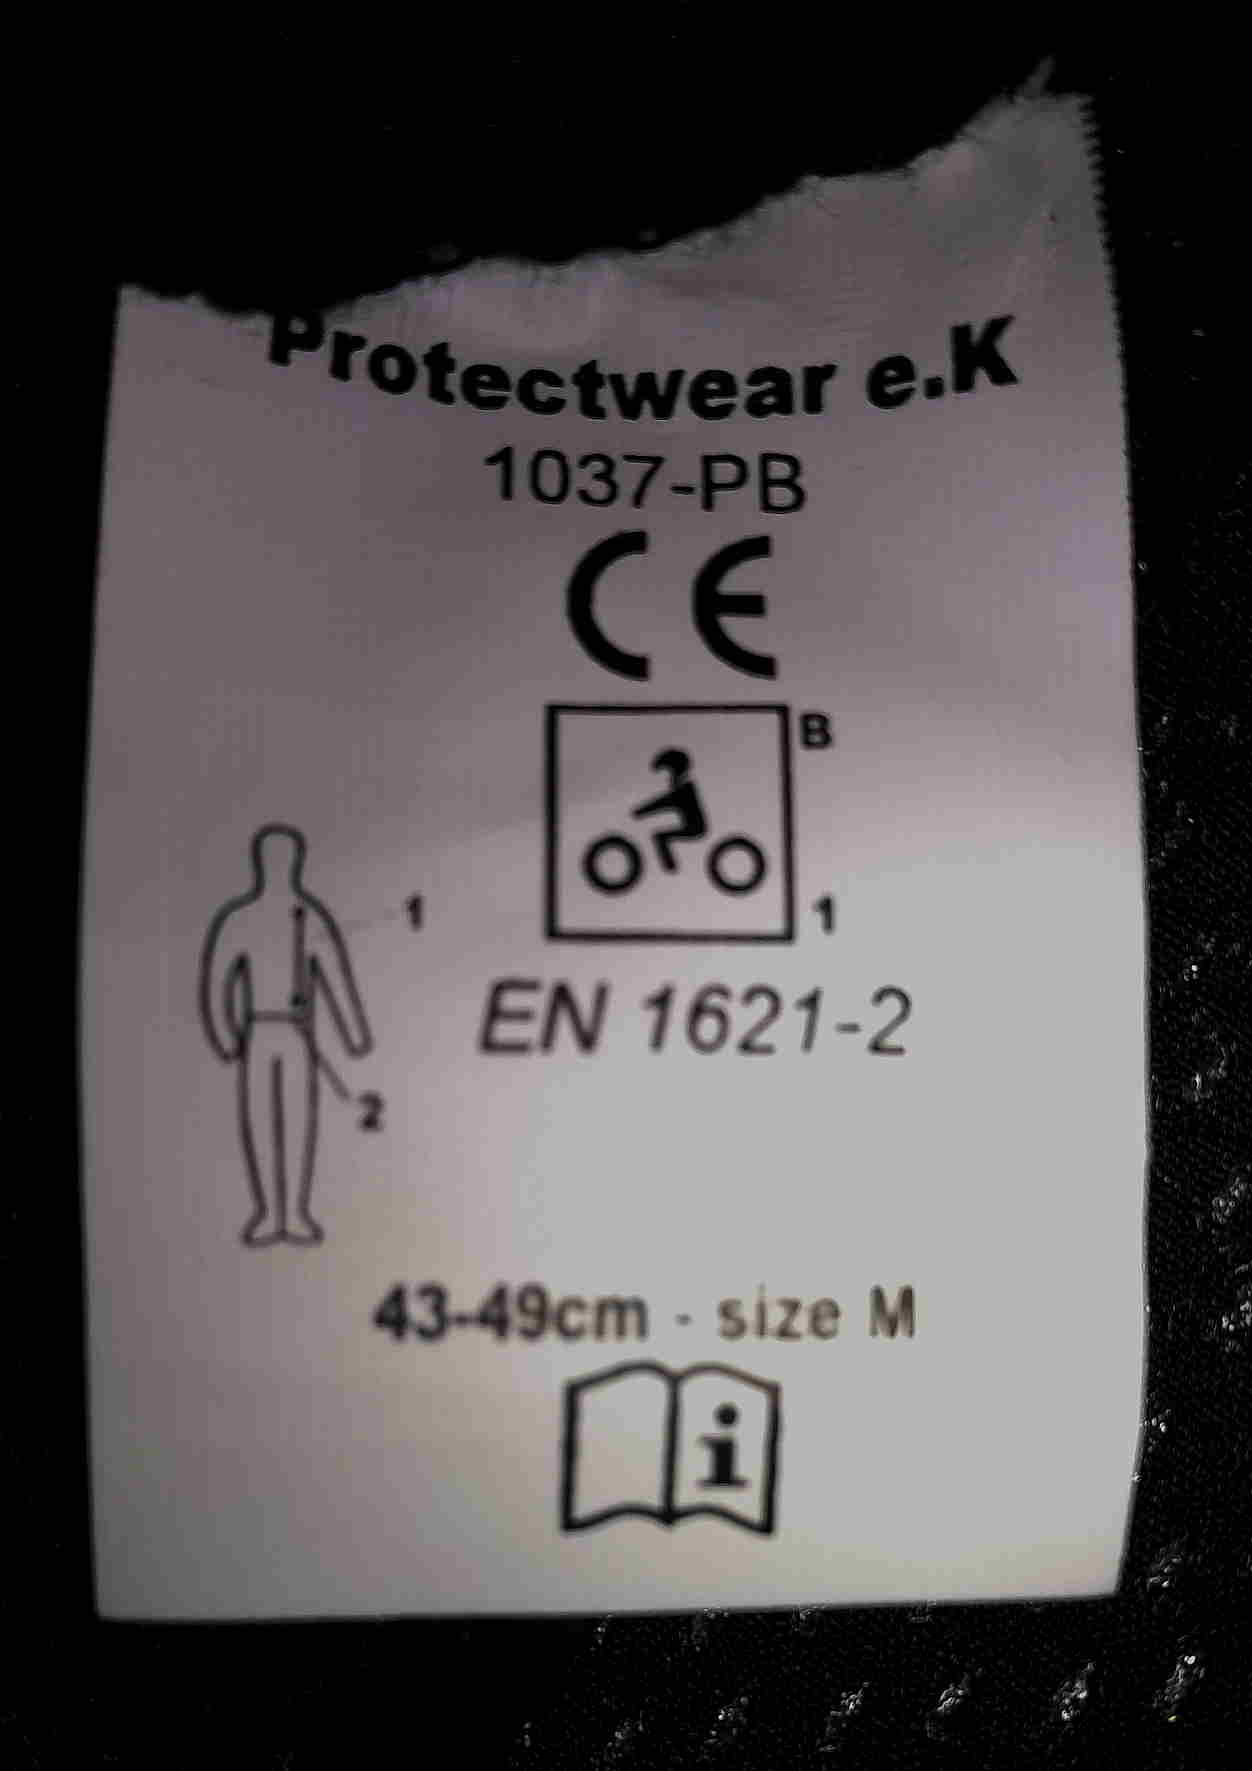 Protectwear e.K
1037-PB
CE
B
1
1
EN 1621-2
2
43-49cm - size M
i